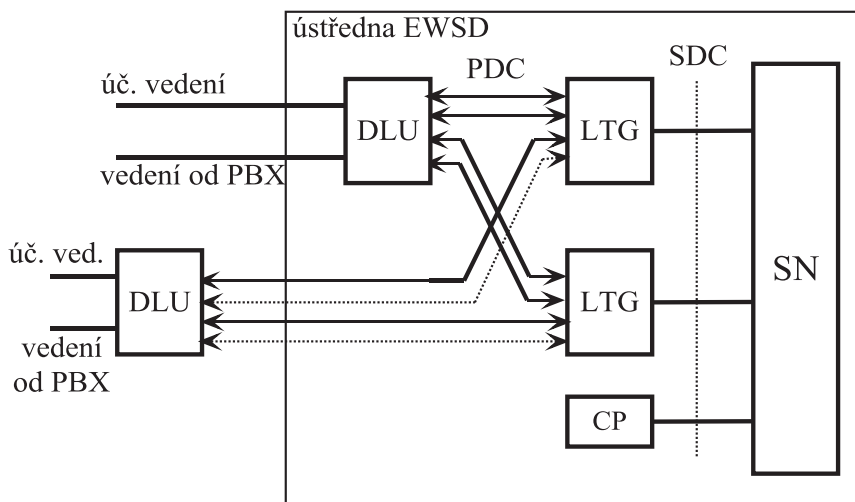 ústředna EWSD
úč. vedení
PDC
SDC
DLU
LTG
vedení od PBX
úč. ved.
DLU
LTG
SN
vedení
od PBX
CP